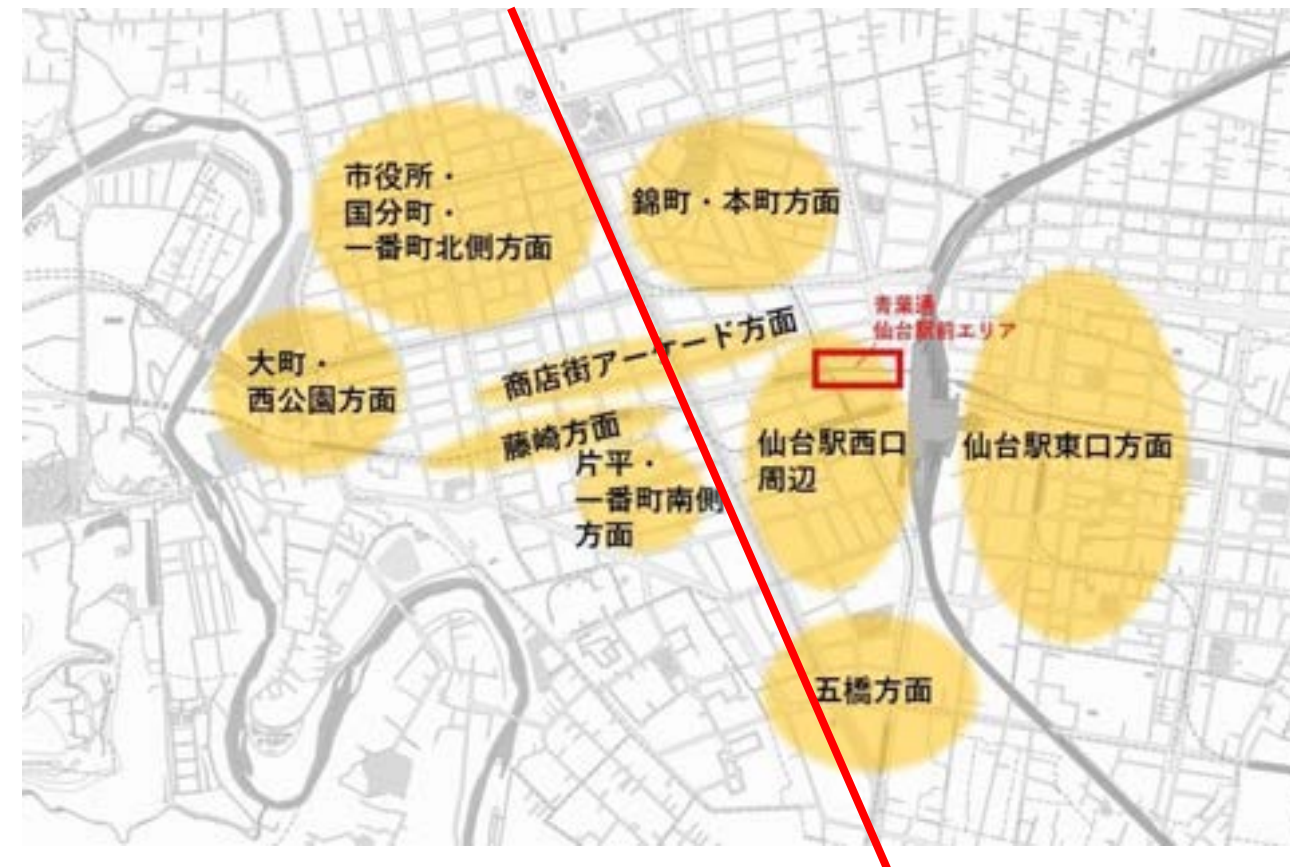 市役所・
国分町・
一番町北側方面
錦町・本町方面
青葉通
仙台駅前エリア
商店街アーケード方面
大町・
西公園方面
藤崎方面
片平・
一番町南側
方面
仙台駅西口
周辺
仙台駅東口方面
五橋方面